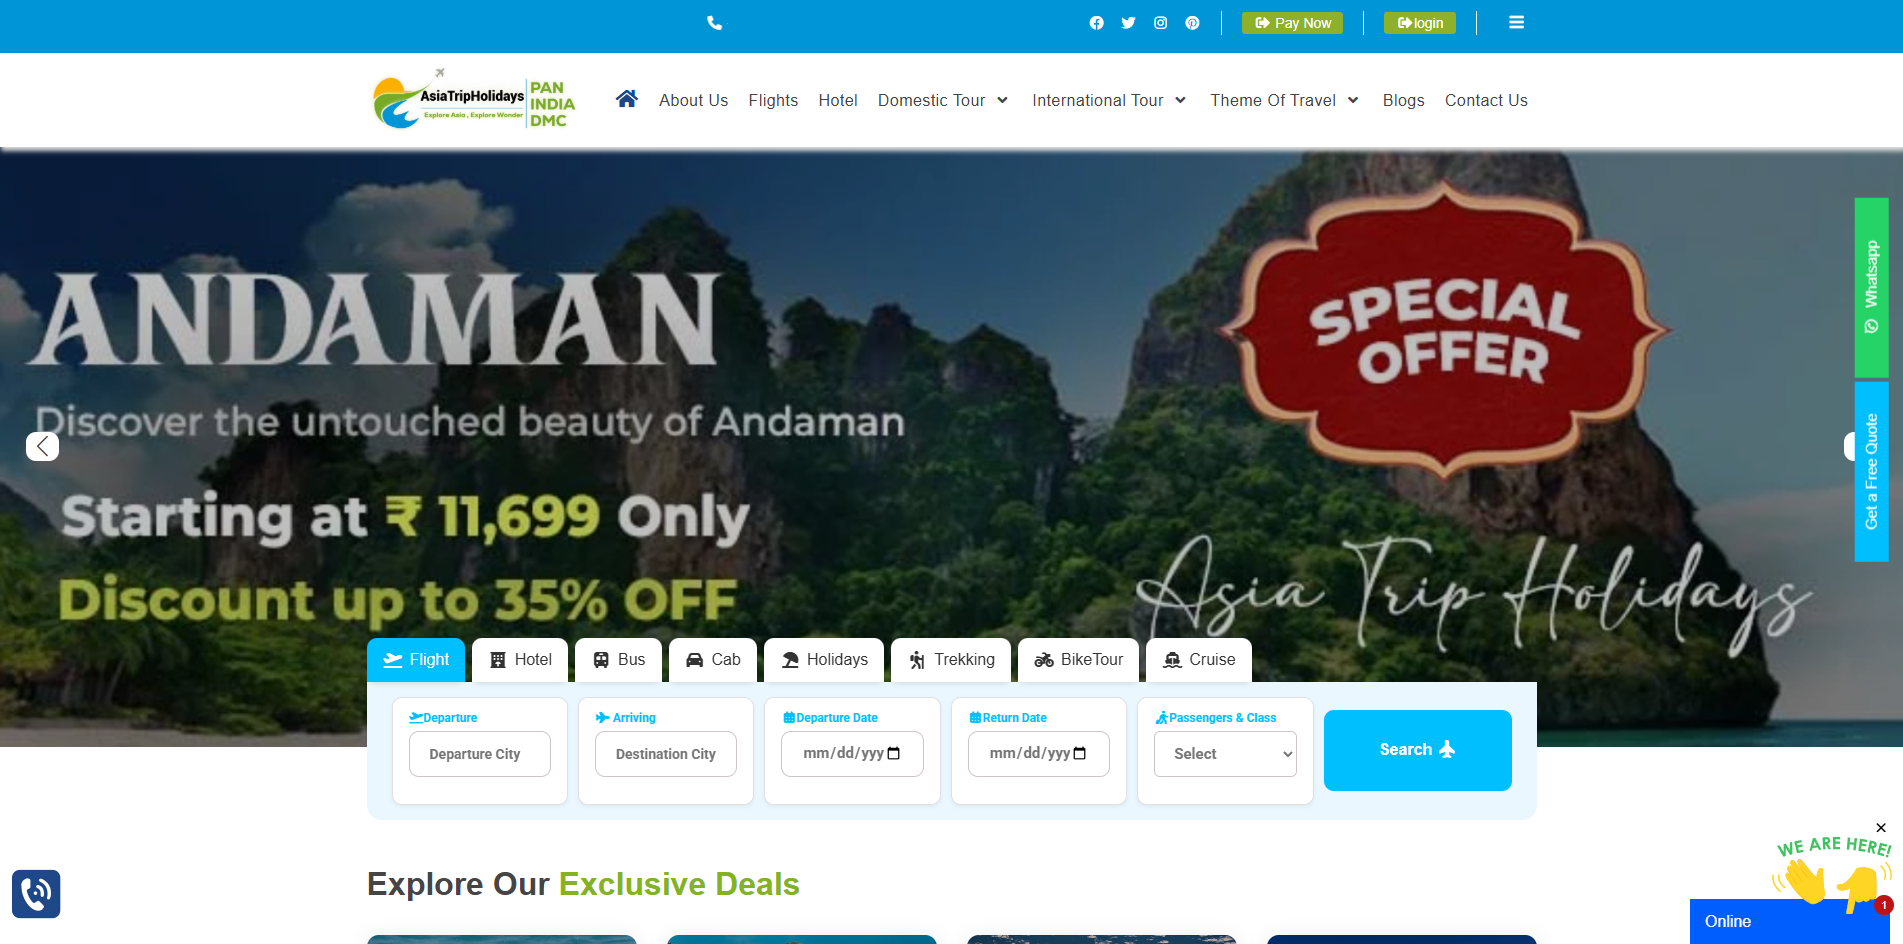 Pay Now
login
AsiaTripHolidays
Explore Asia , Explore Wonder
PAN
INDIA
DMC
About Us
Flights
Hotel
Domestic Tour
International Tour
Theme Of Travel
Blogs
Contact Us
ANDAMAN
Discover the untouched beauty of Andaman
Starting at ₹ 11,699 Only
Discount up to 35% OFF
SPECIAL
OFFER
Asia Trip Holidays
Whatsapp
Get a Free Quote
Flight
Hotel
Bus
Cab
Holidays
Trekking
BikeTour
Cruise
Departure
Departure City
Arriving
Destination City
Departure Date
mm/dd/yyy
Return Date
mm/dd/yyy
Passengers & Class
Select
Search
Explore Our Exclusive Deals
WE ARE HERE!
1
Online